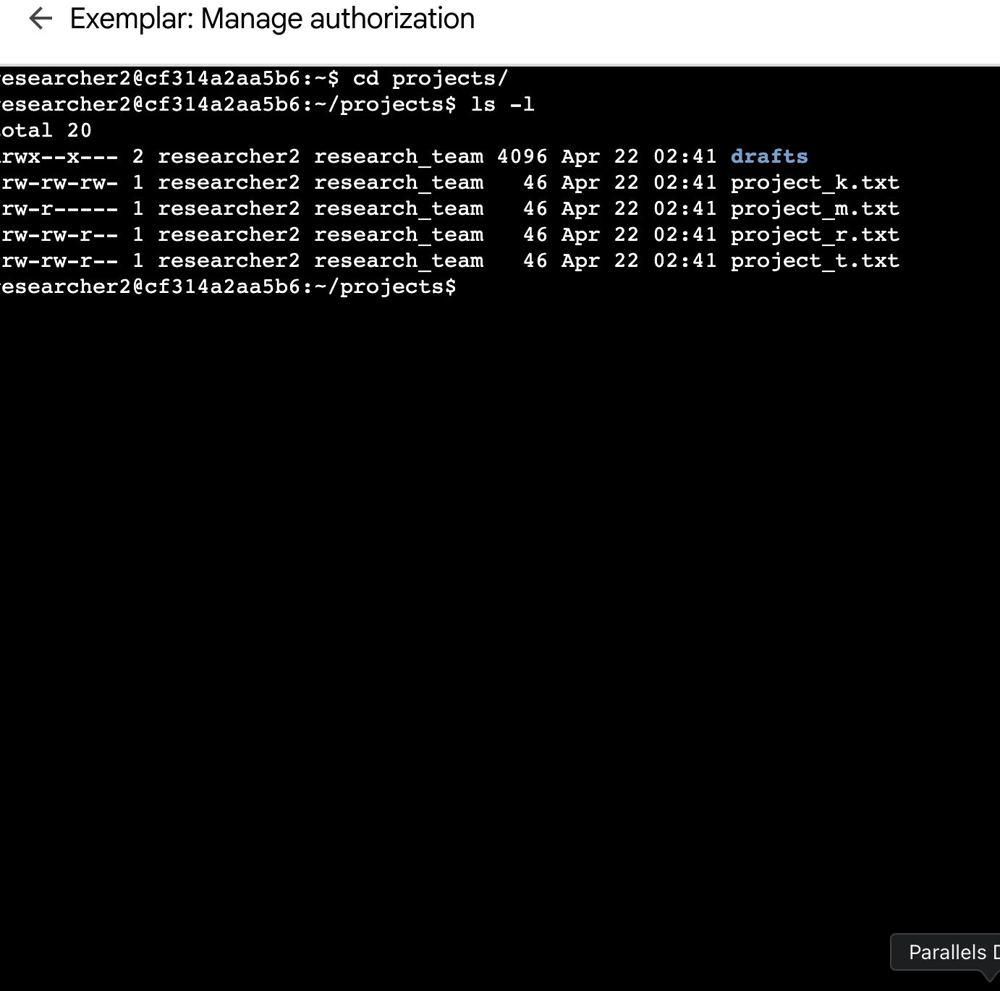 Exemplar: Manage authorization
esearcher2@cf314a2aa5b6:~$ cd projects/
esearcher2@cf314a2aa5b6:~/projects$ ls -l
otal 20
rwx--x--- 2 researcher2 research_team 4096 Apr 22 02:41 drafts
rw-rw-rw- 1 researcher2 research_team   46 Apr 22 02:41 project_k.txt
rw-r----- 1 researcher2 research_team   46 Apr 22 02:41 project_m.txt
rw-rw-r-- 1 researcher2 research_team   46 Apr 22 02:41 project_r.txt
rw-rw-r-- 1 researcher2 research_team   46 Apr 22 02:41 project_t.txt
esearcher2@cf314a2aa5b6:~/projects$
Parallels D